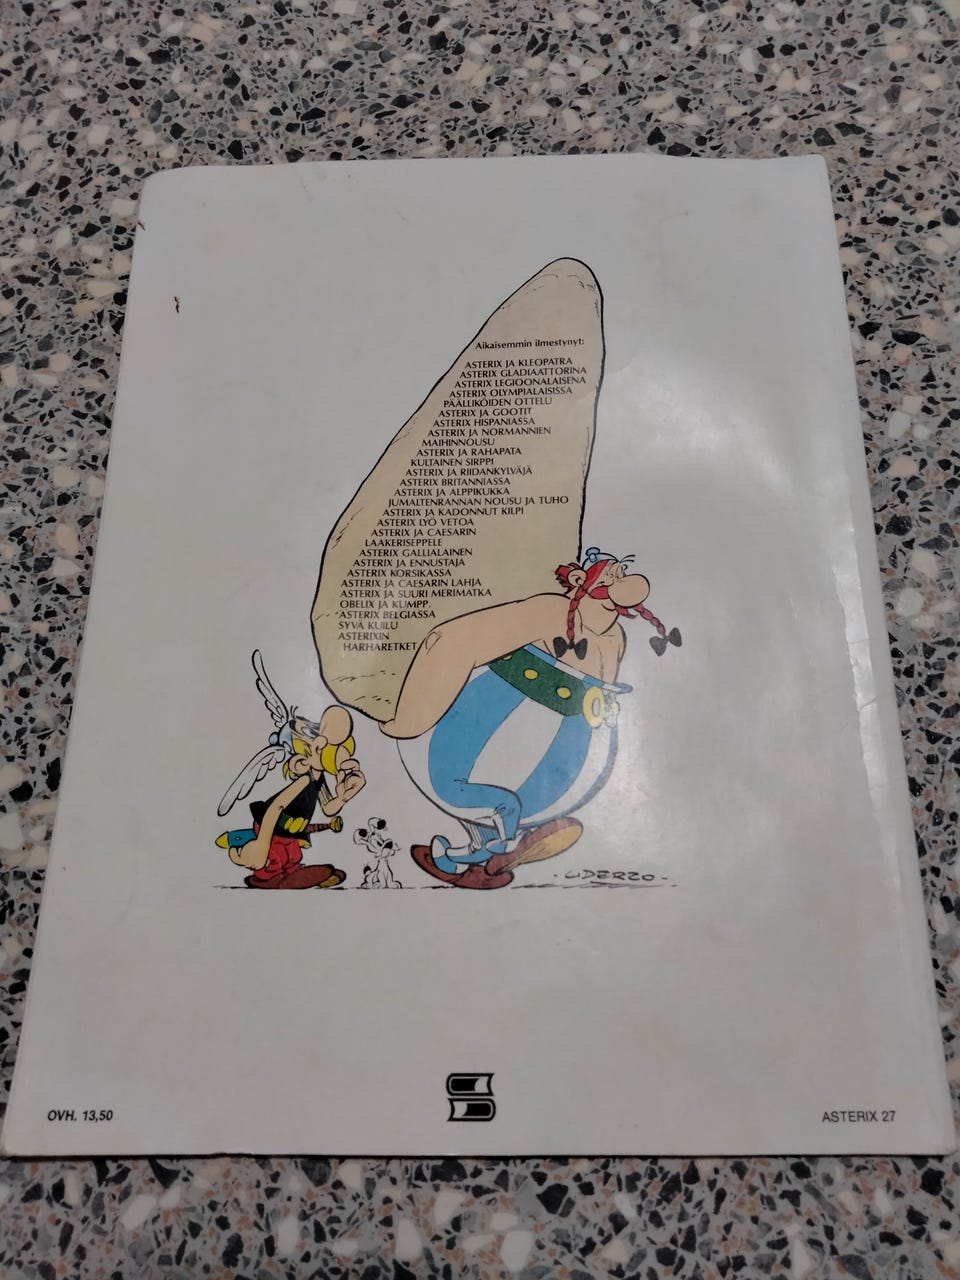 Aikaisemmin ilmestynyt:
ASTERIX JA KLEOPATRA
ASTERIX GLADIAATTORINA
ASTERIX LEGIOONALAISENA
ASTERIX OLYMPIALAISISSA
PÄÄLLIKÖIDEN OTTELU
ASTERIX JA GOOTIT
ASTERIX HISPANIASSA
ASTERIX JA NORMANNIEN
MAIHINNOUSU
ASTERIX JA RAHAPATA
KULTAINEN SIRPPI
ASTERIX JA RIIDANKYLVÄJÄ
ASTERIX BRITANNIASSA
ASTERIX JA ALPPIKUKKA
JUMALTENRANNAN NOUSU JA TUHO
ASTERIX JA KADONNUT KILPI
ASTERIX LYÖ VETOA
ASTERIX JA CAESARIN
LAAKERISEPPELE
ASTERIX GALLIALAINEN
ASTERIX JA ENNUSTAJA
ASTERIX KORSIKASSA
ASTERIX JA CAESARIN LAHJA
ASTERIX JA SUURI MERIMATKA
OBELIX JA KUMPP.
ASTERIX BELGIASSA
SYVÄ KUILU
ASTERIXIN
HARHARETKET
- UDERZO -
OVH. 13,50
ASTERIX 27